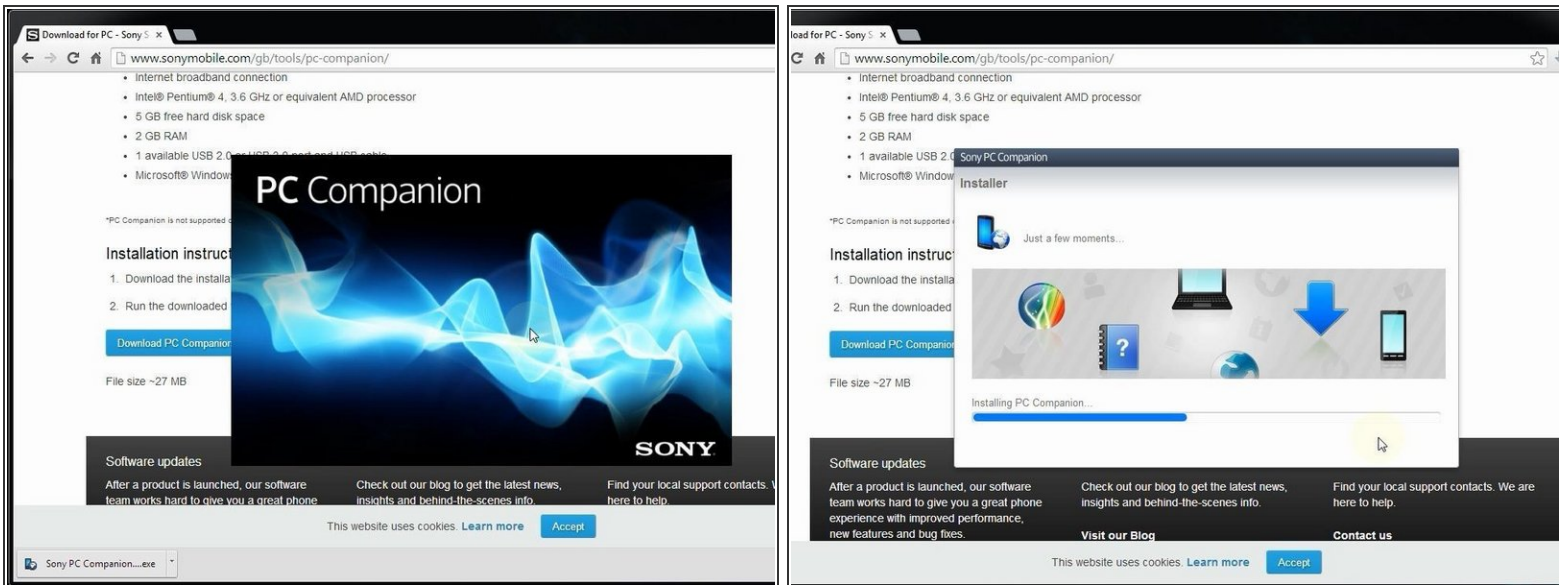 Download for PC - Sony S
www.sonymobile.com/gb/tools/pc-companion/
Internet broadband connection
Intel® Pentium® 4, 3.6 GHz or equivalent AMD processor
5 GB free hard disk space
2 GB RAM
1 available USB 2.0 or USB 3.0 port and USB cable
Microsoft® Window
*PC Companion is not supported
Installation instruct
1. Download the installa
2. Run the downloaded
Download PC Companion
File size ~27 MB
PC Companion
SONY
Software updates
After a product is launched, our software
team works hard to give you a great phone
Check out our blog to get the latest news,
insights and behind-the-scenes info.
Find your local support contacts.
here to help.
This website uses cookies. Learn more
Accept
Sony PC Companion....exe
load for PC - Sony S
www.sonymobile.com/gb/tools/pc-companion/
Internet broadband connection
Intel® Pentium® 4, 3.6 GHz or equivalent AMD processor
5 GB free hard disk space
2 GB RAM
1 available USB 2.0
Microsoft® Window
*PC Companion is not supported
Installation instruc
1. Download the installa
2. Run the downloaded
Download PC Companion
File size ~27 MB
Sony PC Companion
Installer
Just a few moments...
?
Installing PC Companion...
Software updates
After a product is launched, our software
team works hard to give you a great phone
experience with improved performance,
new features and bug fixes.
Check out our blog to get the latest news,
insights and behind-the-scenes info.
Visit our Blog
Find your local support contacts. We are
here to help.
Contact us
This website uses cookies. Learn more
Accept